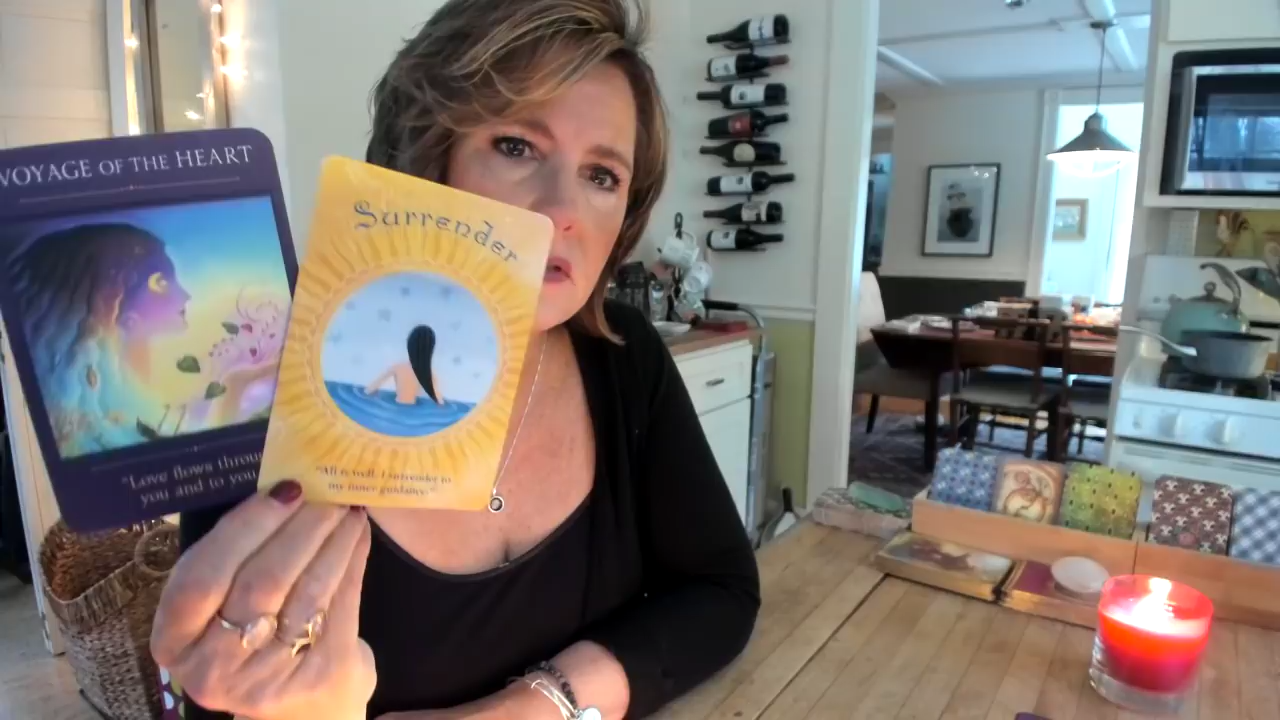 VOYAGE OF THE HEART
"Love flows throu
you and to you
Surrender
"All is well. I surrender to
my inner guidance."